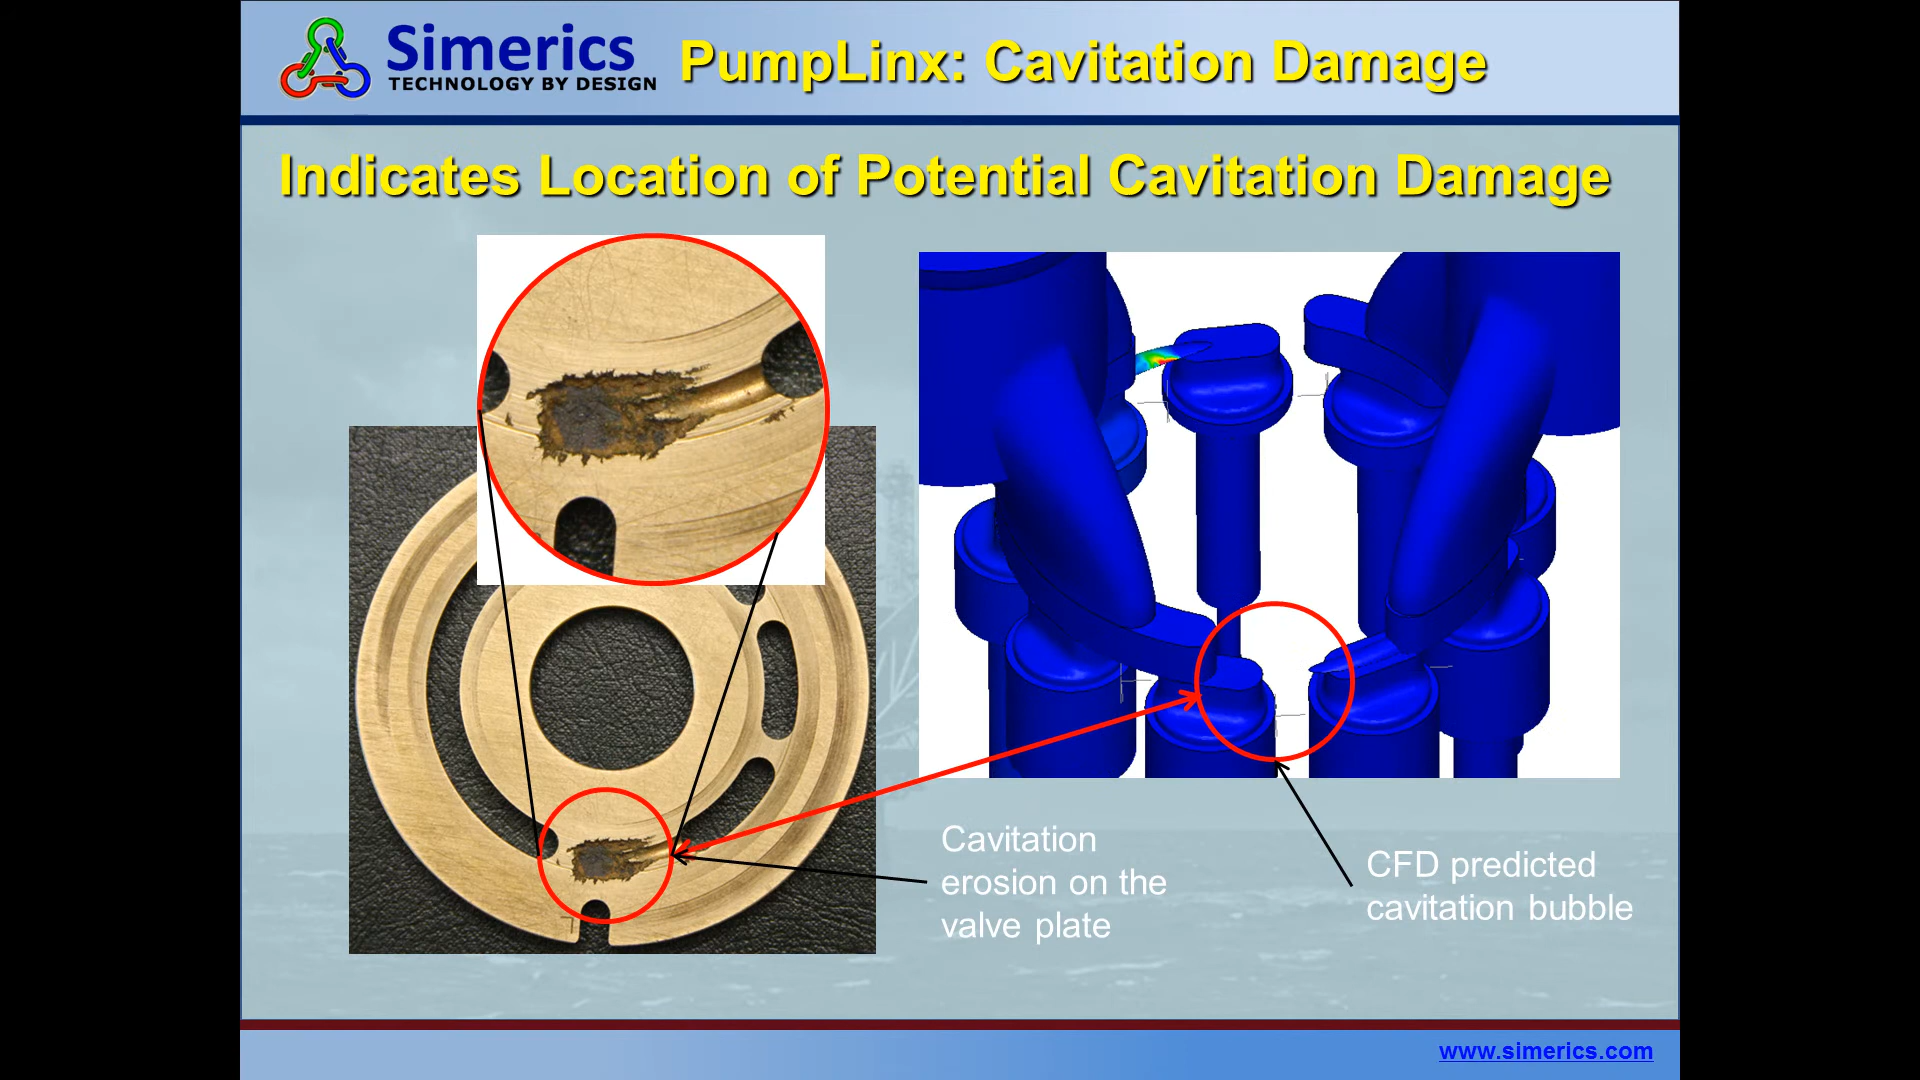 Simerics
TECHNOLOGY BY DESIGN
PumpLinx: Cavitation Damage
Indicates Location of Potential Cavitation Damage
Cavitation
erosion on the
valve plate
CFD predicted
cavitation bubble
www.simerics.com